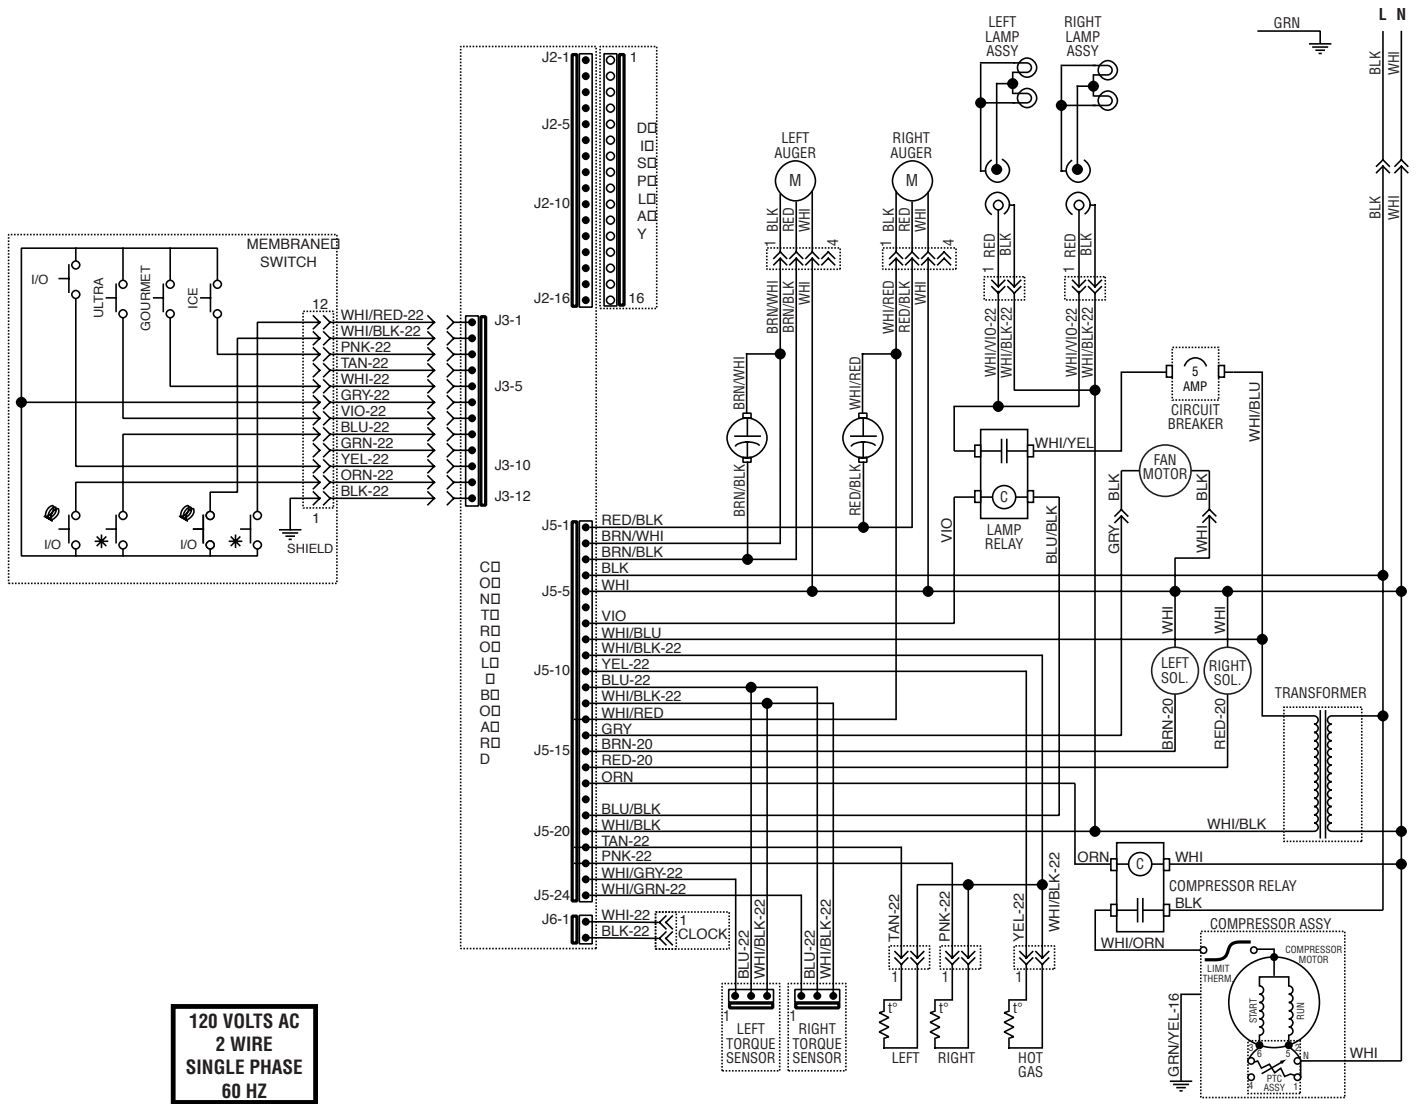 L N
GRN
BLK
WHI
BLK
WHI
LEFT
LAMP
ASSY
RIGHT
LAMP
ASSY
J2-1
J2-5
J2-10
J2-16
1
16
D□
I□
S□
P□
L□
A□
Y
LEFT
AUGER
M
RIGHT
AUGER
M
BLK
RED
WHI
1
4
BRN/WHI
BRN/BLK
WHI
BLK
RED
WHI
1
4
WHI/RED
RED/BLK
WHI
RED
BLK
1
WHI/VIO-22
WHI/BLK-22
RED
BLK
1
WHI/VIO-22
WHI/BLK-22
MEMBRANE□
SWITCH
I/O
ULTRA
GOURMET
ICE
12
WHI/RED-22
WHI/BLK-22
PNK-22
TAN-22
WHI-22
GRY-22
VIO-22
BLU-22
GRN-22
YEL-22
ORN-22
BLK-22
1
SHIELD
I/O
I/O
J3-1
J3-5
J3-10
J3-12
BRN/WHI
BRN/BLK
WHI/RED
RED/BLK
5
AMP
CIRCUIT
BREAKER
WHI/BLU
WHI/YEL
C
LAMP
RELAY
VIO
BLU/BLK
FAN
MOTOR
BLK
GRY
BLK
WHI
C□
O□
N□
T□
R□
O□
L□
□
B□
O□
A□
R□
D
J5-1
J5-5
J5-10
J5-15
J5-20
J5-24
J6-1
RED/BLK
BRN/WHI
BRN/BLK
BLK
WHI
VIO
WHI/BLU
WHI/BLK-22
YEL-22
BLU-22
WHI/BLK-22
WHI/RED
GRY
BRN-20
RED-20
ORN
BLU/BLK
WHI/BLK
TAN-22
PNK-22
WHI/GRY-22
WHI/GRN-22
WHI-22
BLK-22
1
CLOCK
WHI
WHI
LEFT
SOL.
RIGHT
SOL.
BRN-20
RED-20
TRANSFORMER
WHI/BLK
ORN
C
WHI
COMPRESSOR RELAY
BLK
WHI/ORN
COMPRESSOR ASSY
LIMIT
THERM.
COMPRESSOR
MOTOR
START
RUN
3
6
5
2
N
4
1
PTC
ASSY
WHI
GRN/YEL-16
BLU-22
WHI/BLK-22
1
LEFT
TORQUE
SENSOR
BLU-22
WHI/BLK-22
1
RIGHT
TORQUE
SENSOR
TAN-22
1
t°
LEFT
PNK-22
1
t°
RIGHT
YEL-22
WHI/BLK-22
1
t°
HOT
GAS
120 VOLTS AC
2 WIRE
SINGLE PHASE
60 HZ